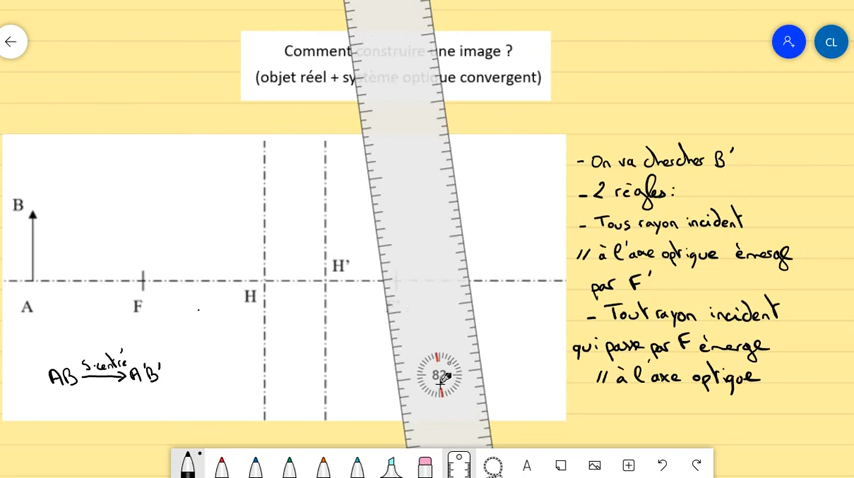 CL
Comment construire une image ?
(objet réel + système optique convergent)
B
H'
A
F
H
AB S. centré A'B'
- On va chercher B'
- 2 règles :
- Tous rayon incident
// à l'axe optique émerge
par F'
- Tout rayon incident
qui passe par F émerge
// à l'axe optique
A